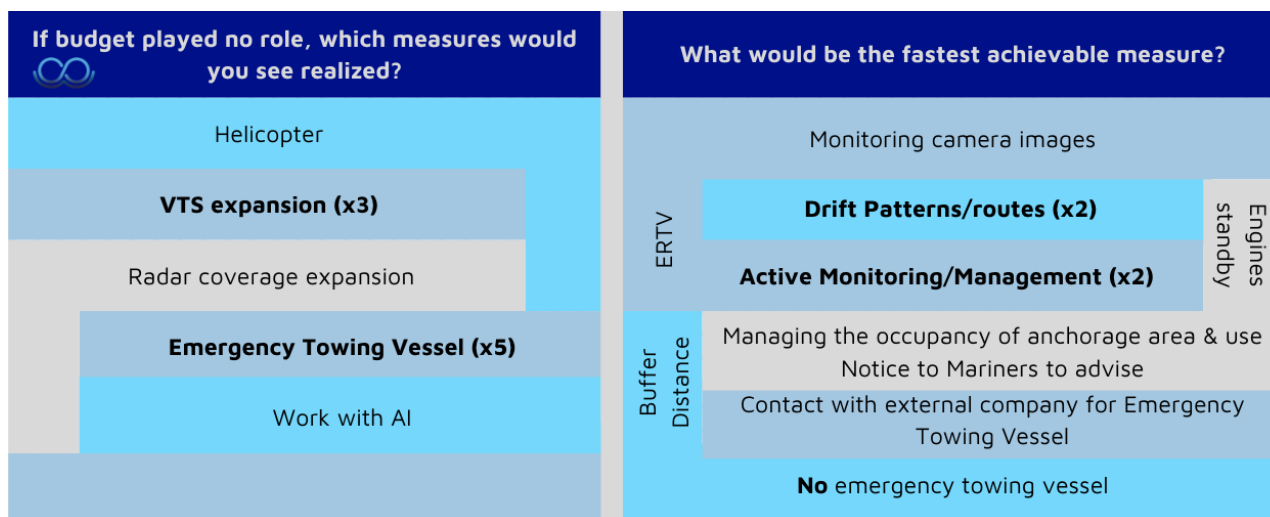 If budget played no role, which measures would
you see realized?
Helicopter
VTS expansion (x3)
Radar coverage expansion
Emergency Towing Vessel (x5)
Work with AI
What would be the fastest achievable measure?
Monitoring camera images
ERTV
Drift Patterns/routes (x2)
Active Monitoring/Management (x2)
Engines
standby
Buffer
Distance
Managing the occupancy of anchorage area & use
Notice to Mariners to advise
Contact with external company for Emergency
Towing Vessel
No emergency towing vessel